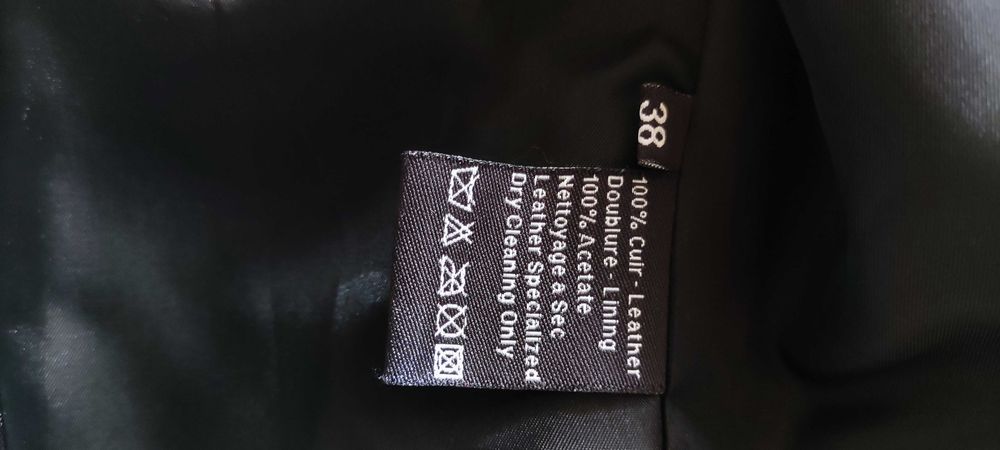 38
100% Cuir - Leather
Doublure - Lining
100% Acetate
Nettoyage a Sec
Leather Specialized
Dry Cleaning Only